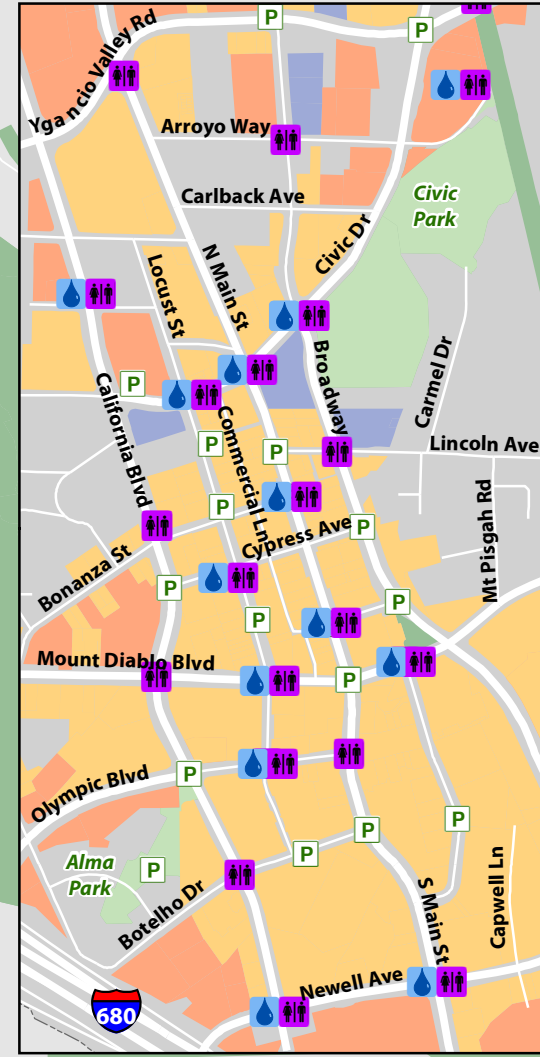 P
P
Ygnacio Valley Rd
Arroyo Way
Carlback Ave
Civic
Park
Civic Dr
N Main St
Locust St
Broadway
Carmel Dr
California Blvd
P
Commercial Ln
P
P
Lincoln Ave
Mt Pisgah Rd
P
Cypress Ave
P
Bonanza St
P
P
P
Mount Diablo Blvd
P
P
Olympic Blvd
P
P
P
Alma
Park
P
Botelho Dr
S Main St
Capwell Ln
Newell Ave
680